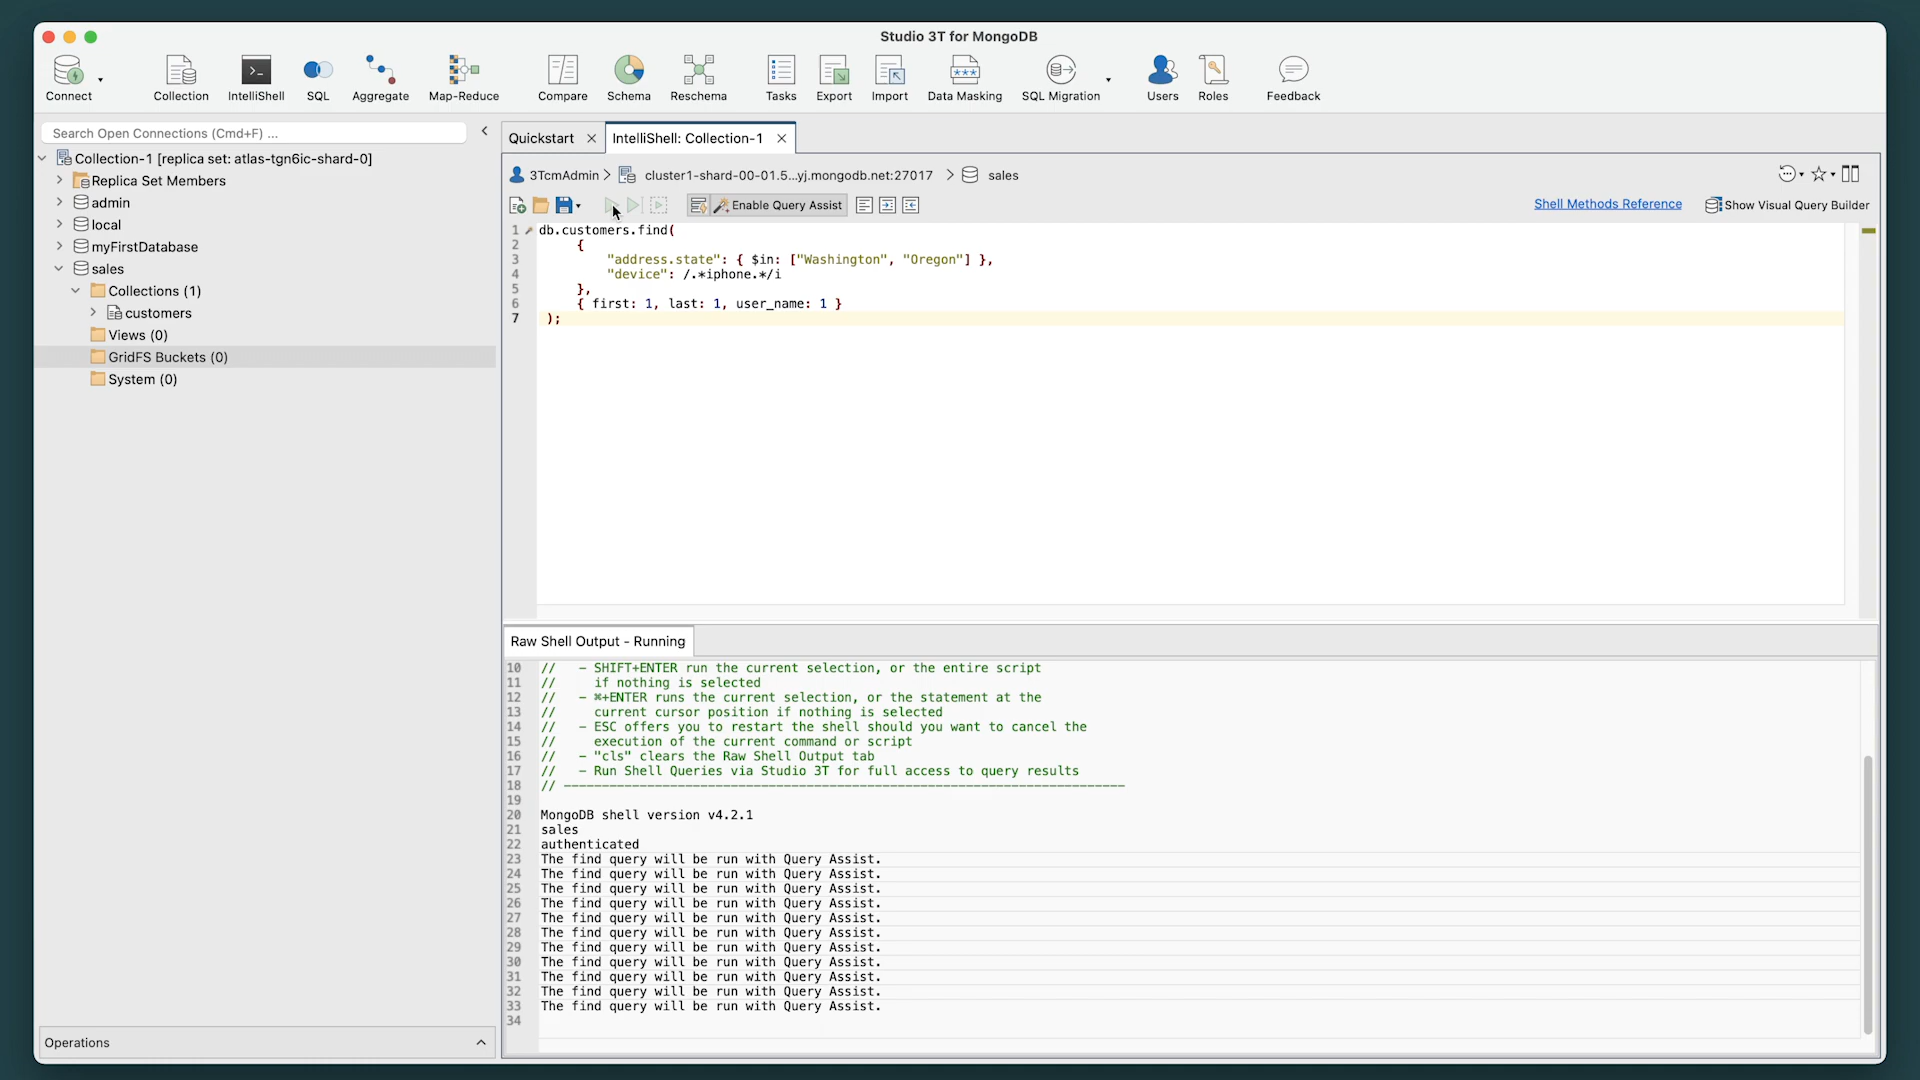 Studio 3T for MongoDB
Connect Collection IntelliShell SQL Aggregate Map-Reduce Compare Schema Reschema Tasks Export Import Data Masking SQL Migration Users Roles Feedback
Search Open Connections (Cmd+F) ...
Collection-1 [replica set: atlas-tgn6ic-shard-0]
Replica Set Members
admin
local
myFirstDatabase
sales
Collections (1)
customers
Views (0)
GridFS Buckets (0)
System (0)
Operations
Quickstart IntelliShell: Collection-1
3TcmAdmin > cluster1-shard-00-01.5...yj.mongodb.net:27017 > sales
Enable Query Assist Shell Methods Reference Show Visual Query Builder
1 db.customers.find(
2 {
3 "address.state": { $in: ["Washington", "Oregon"] },
4 "device": /.*iphone.*/i
5 },
6 { first: 1, last: 1, user_name: 1 }
7 );
Raw Shell Output - Running
10 // - SHIFT+ENTER run the current selection, or the entire script
11 // if nothing is selected
12 // - ⌘+ENTER runs the current selection, or the statement at the
13 // current cursor position if nothing is selected
14 // - ESC offers you to restart the shell should you want to cancel the
15 // execution of the current command or script
16 // - "cls" clears the Raw Shell Output tab
17 // - Run Shell Queries via Studio 3T for full access to query results
18 // --------------------------------------------------------------------------
19
20 MongoDB shell version v4.2.1
21 sales
22 authenticated
23 The find query will be run with Query Assist.
24 The find query will be run with Query Assist.
25 The find query will be run with Query Assist.
26 The find query will be run with Query Assist.
27 The find query will be run with Query Assist.
28 The find query will be run with Query Assist.
29 The find query will be run with Query Assist.
30 The find query will be run with Query Assist.
31 The find query will be run with Query Assist.
32 The find query will be run with Query Assist.
33 The find query will be run with Query Assist.
34